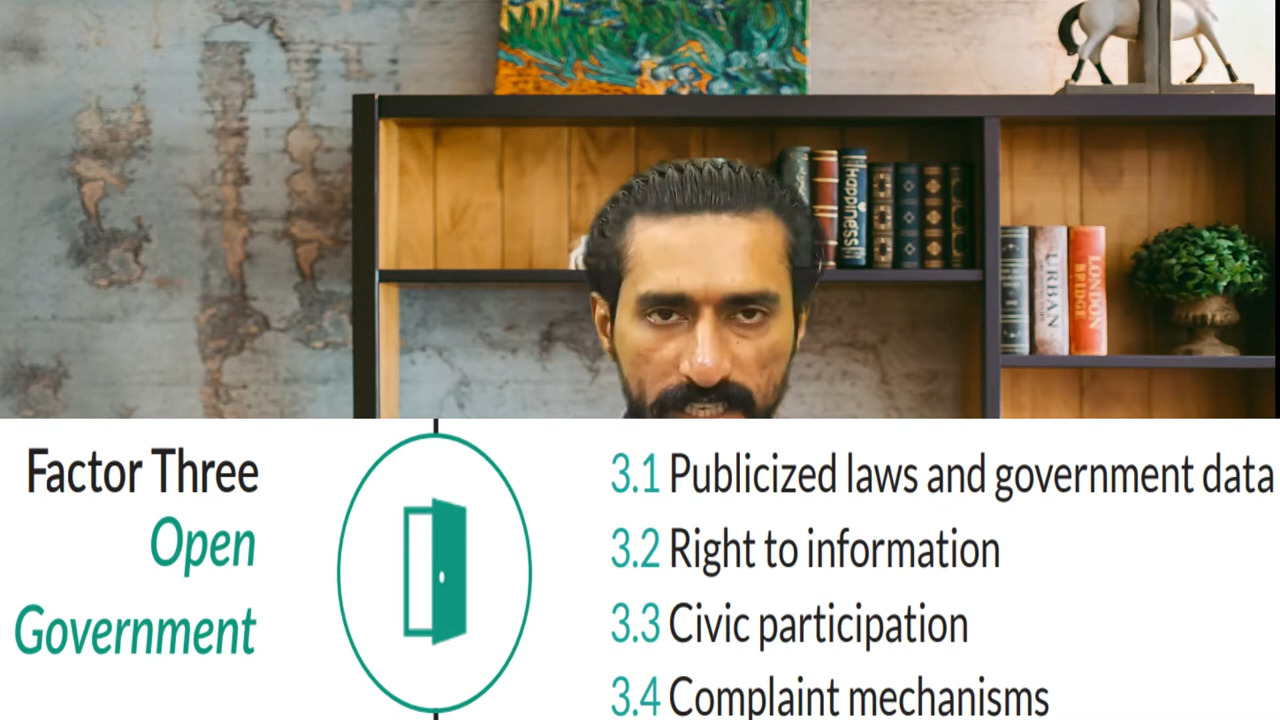 Happiness!
URBAN
LONDON
BRIDGE
Factor Three
Open
Government
3.1 Publicized laws and government data
3.2 Right to information
3.3 Civic participation
3.4 Complaint mechanisms